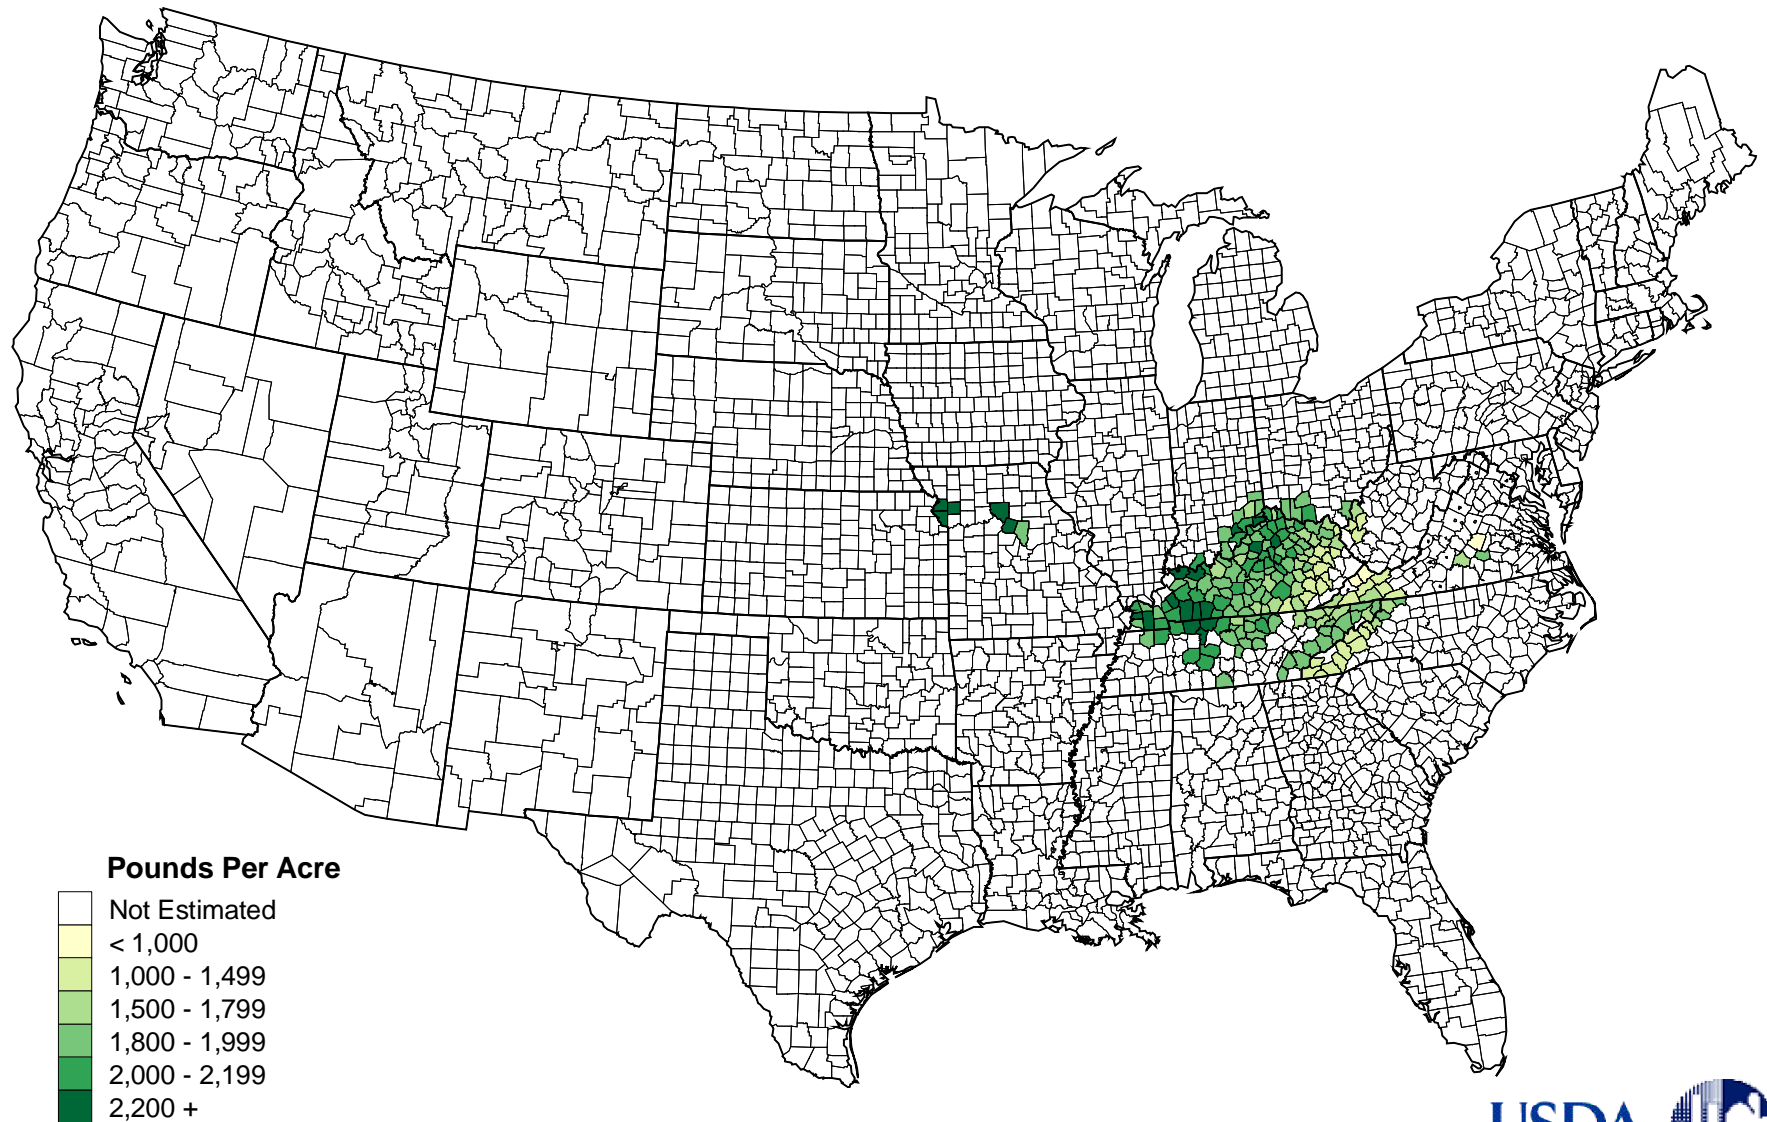 Pounds Per Acre
Not Estimated
< 1,000
1,000 - 1,499
1,500 - 1,799
1,800 - 1,999
2,000 - 2,199
2,200 +
USDA